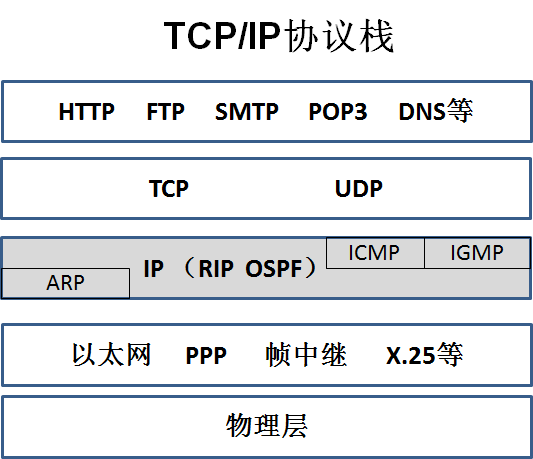 TCP/IP协议栈
HTTP FTP SMTP POP3 DNS等
TCP UDP
ICMP IGMP
IP （RIP OSPF）
ARP
以太网 PPP 帧中继 X.25等
物理层